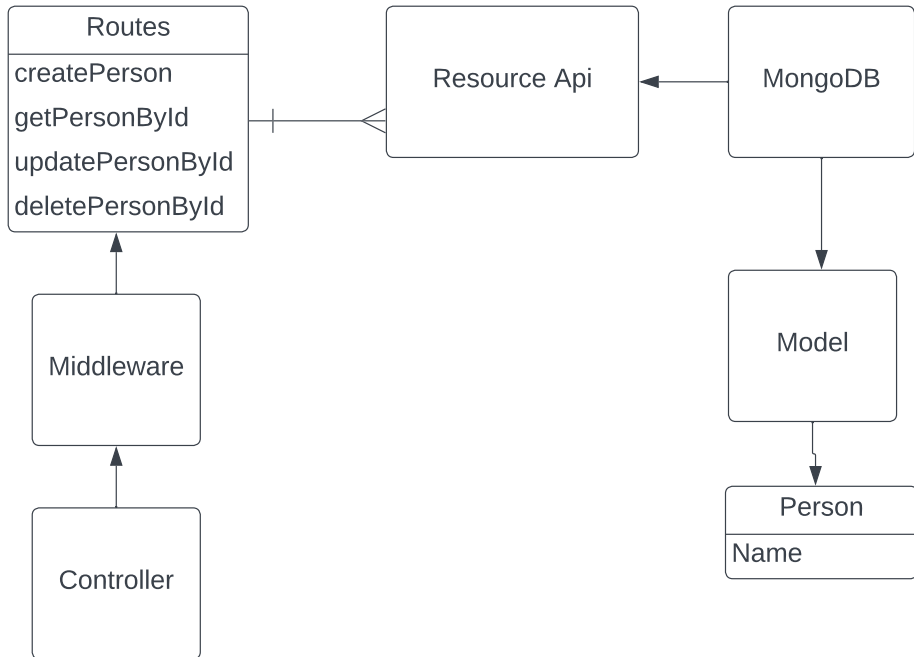 Routes
createPerson
getPersonById
updatePersonById
deletePersonById
Resource Api
MongoDB
Middleware
Model
Controller
Person
Name